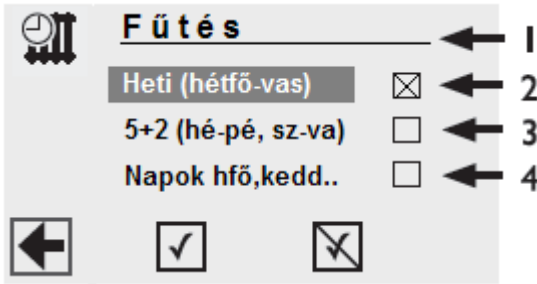 Fűtés
1
Heti (hétfő-vas)
2
5+2 (hé-pé, sz-va)
3
Napok hfő,kedd..
4